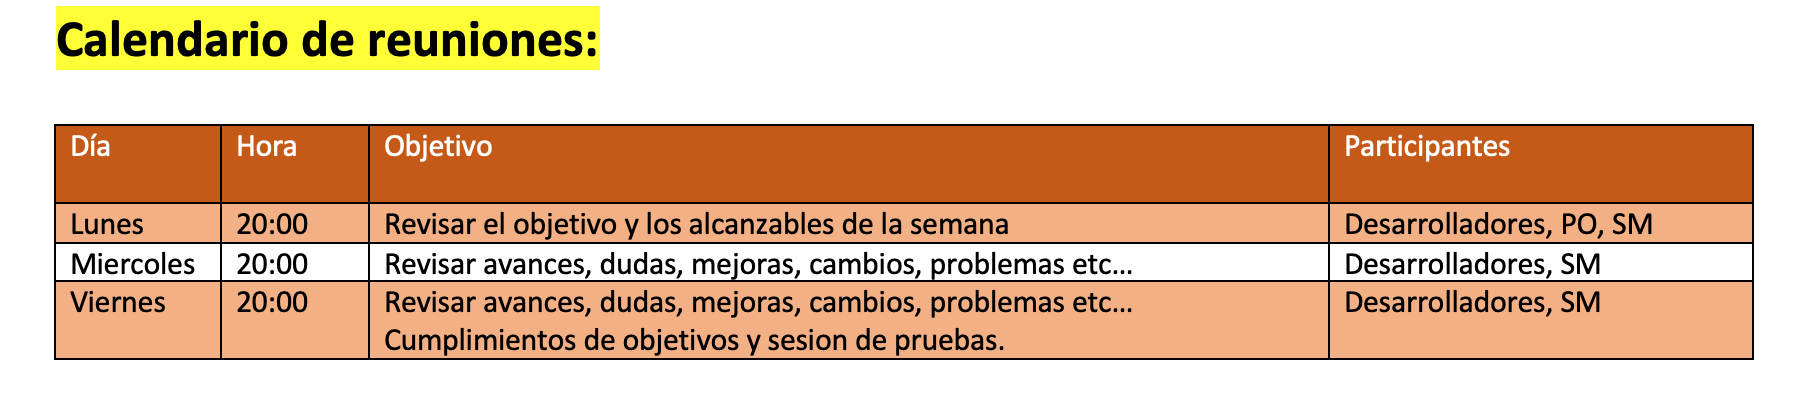 Calendario de reuniones:
Día Hora Objetivo Participantes
Lunes 20:00 Revisar el objetivo y los alcanzables de la semana Desarrolladores, PO, SM
Miercoles 20:00 Revisar avances, dudas, mejoras, cambios, problemas etc... Desarrolladores, SM
Viernes 20:00 Revisar avances, dudas, mejoras, cambios, problemas etc... Desarrolladores, SM
Cumplimientos de objetivos y sesion de pruebas.